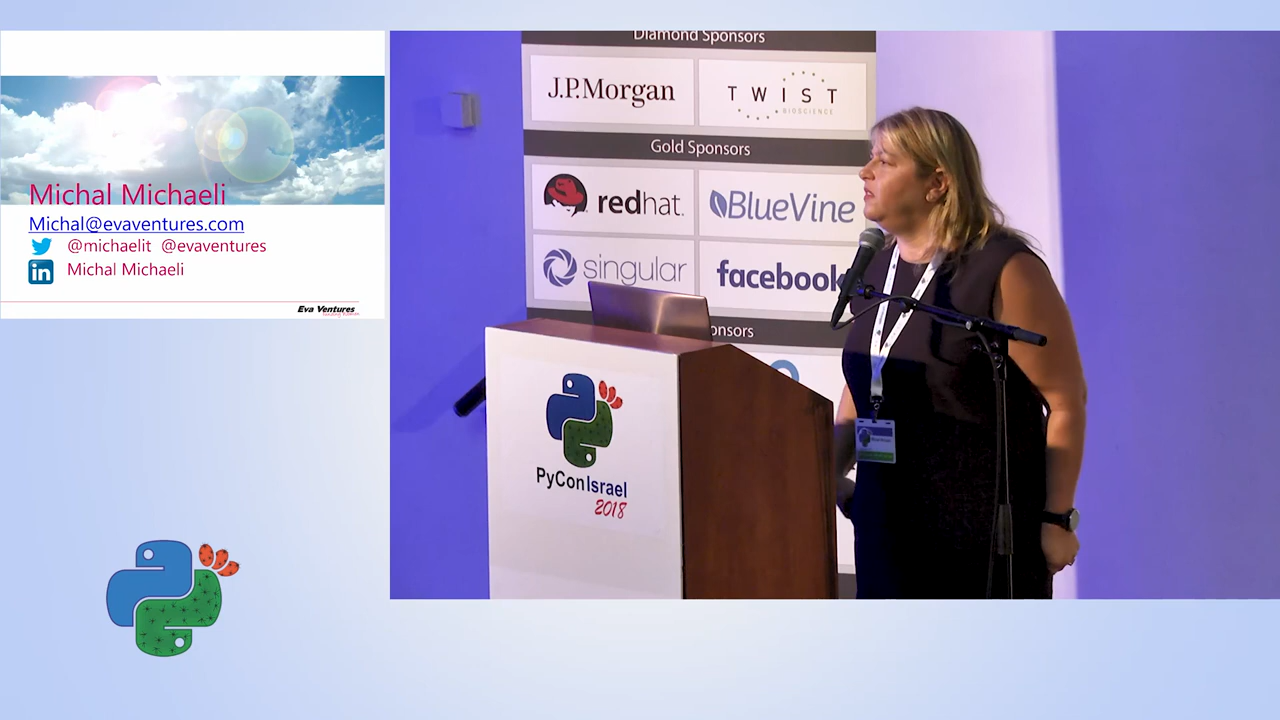 Michal Michaeli
Michal@evaventures.com
@michaelit @evaventures
in
Michal Michaeli
Eva Ventures
Diamond Sponsors
J.P.Morgan
TWIST
BIOSCIENCE
Gold Sponsors
redhat.
BlueVine
singular
facebook
PyConIsrael
2018